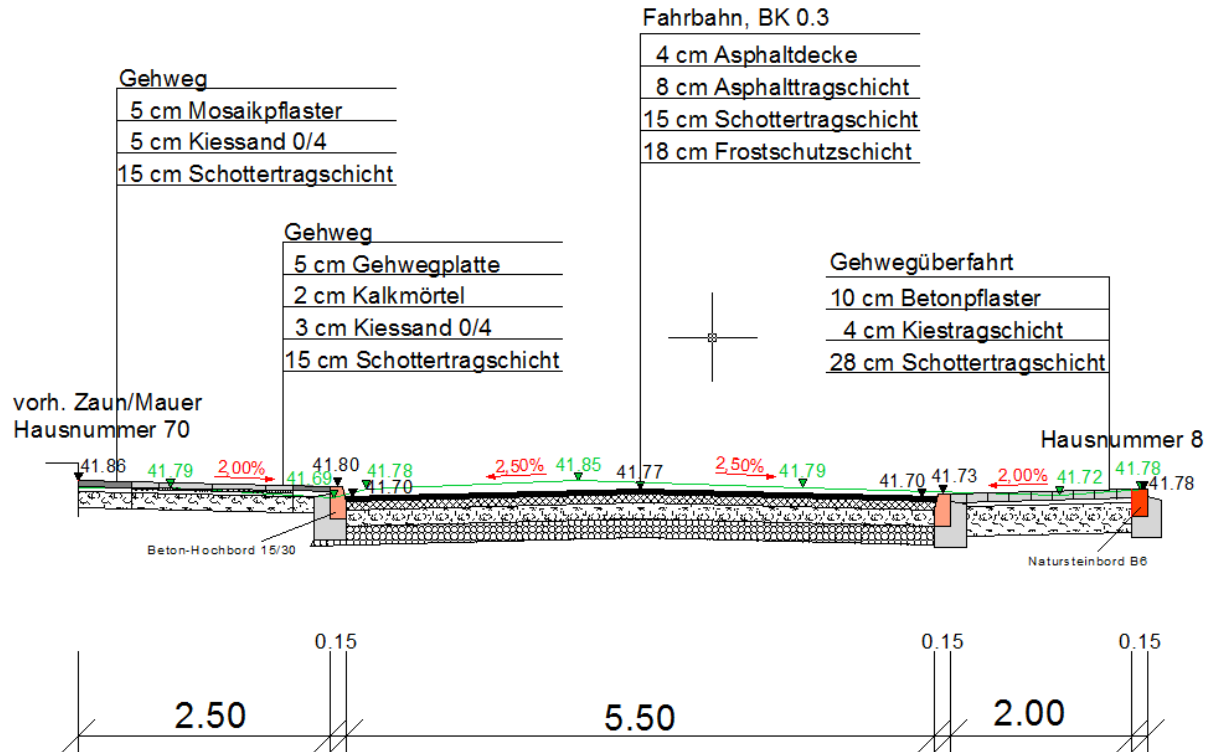 Fahrbahn, BK 0.3
4 cm Asphaltdecke
8 cm Asphalttragschicht
15 cm Schottertragschicht
18 cm Frostschutzschicht
Gehweg
5 cm Mosaikpflaster
5 cm Kiessand 0/4
15 cm Schottertragschicht
Gehweg
5 cm Gehwegplatte
2 cm Kalkmörtel
3 cm Kiessand 0/4
15 cm Schottertragschicht
Gehwegüberfahrt
10 cm Betonpflaster
4 cm Kiestragschicht
28 cm Schottertragschicht
vorh. Zaun/Mauer
Hausnummer 70
Hausnummer 8
41.86 41.79 2,00% 41.69 41.80 41.78 2,50% 41.85 41.77 2,50% 41.79 41.70 41.73 2,00% 41.72 41.78
41.70 41.78
Beton-Hochbord 15/30
Natursteinbord B6
0.15 0.15 0.15
2.50 5.50 2.00